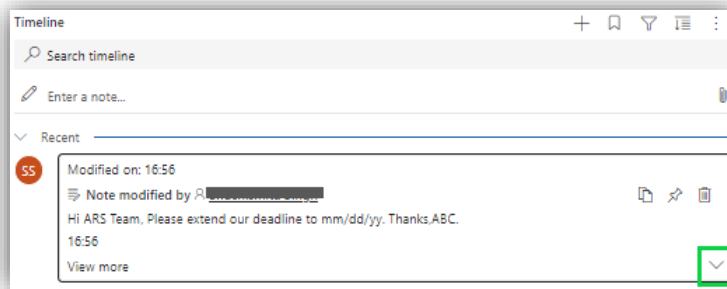 Timeline
Search timeline
Enter a note...
Recent
SS
Modified on: 16:56
Note modified by
Hi ARS Team, Please extend our deadline to mm/dd/yy. Thanks,ABC.
16:56
View more